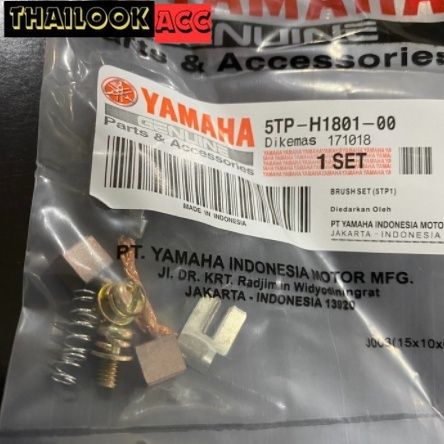 THAILOOK ACC
YAMAHA
GENUINE
Parts & Accessories
YAMAHA
GENUINE
Parts & Accessories
5TP-H1801-00
Dikemas 171018
1 SET
MADE IN INDONESIA
BRUSH SET(5TP1)
Diedarkan Oleh
PT YAMAHA INDONESIA MOTOR
JAKARTA - INDONESIA
PT. YAMAHA INDONESIA MOTOR MFG.
JL. DR. KRT. Radjiman Widyodiningrat
JAKARTA - INDONESIA 13920